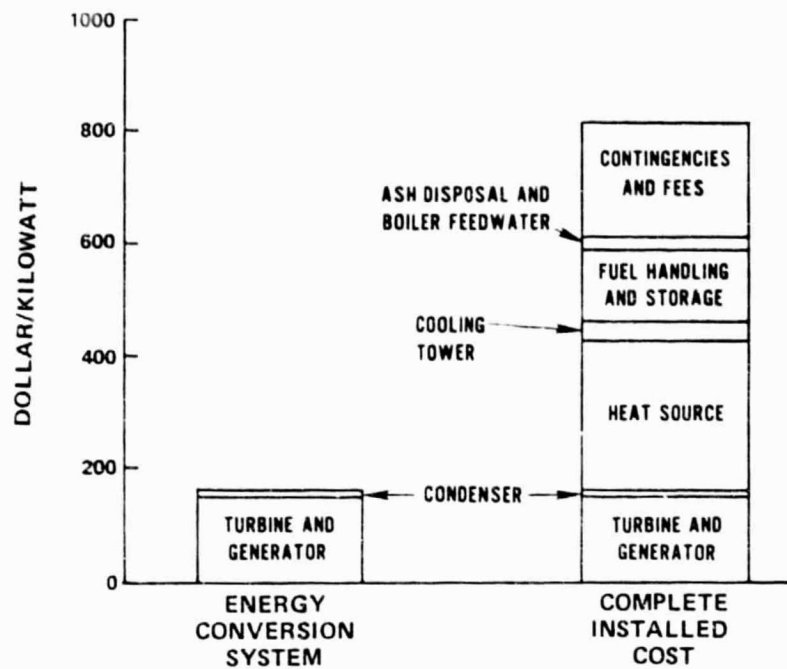 DOLLAR/KILOWATT
1000
800
600
400
200
0
CONTINGENCIES
AND FEES
ASH DISPOSAL AND
BOILER FEEDWATER
FUEL HANDLING
AND STORAGE
COOLING
TOWER
HEAT SOURCE
CONDENSER
TURBINE AND
GENERATOR
TURBINE AND
GENERATOR
ENERGY
CONVERSION
SYSTEM
COMPLETE
INSTALLED
COST